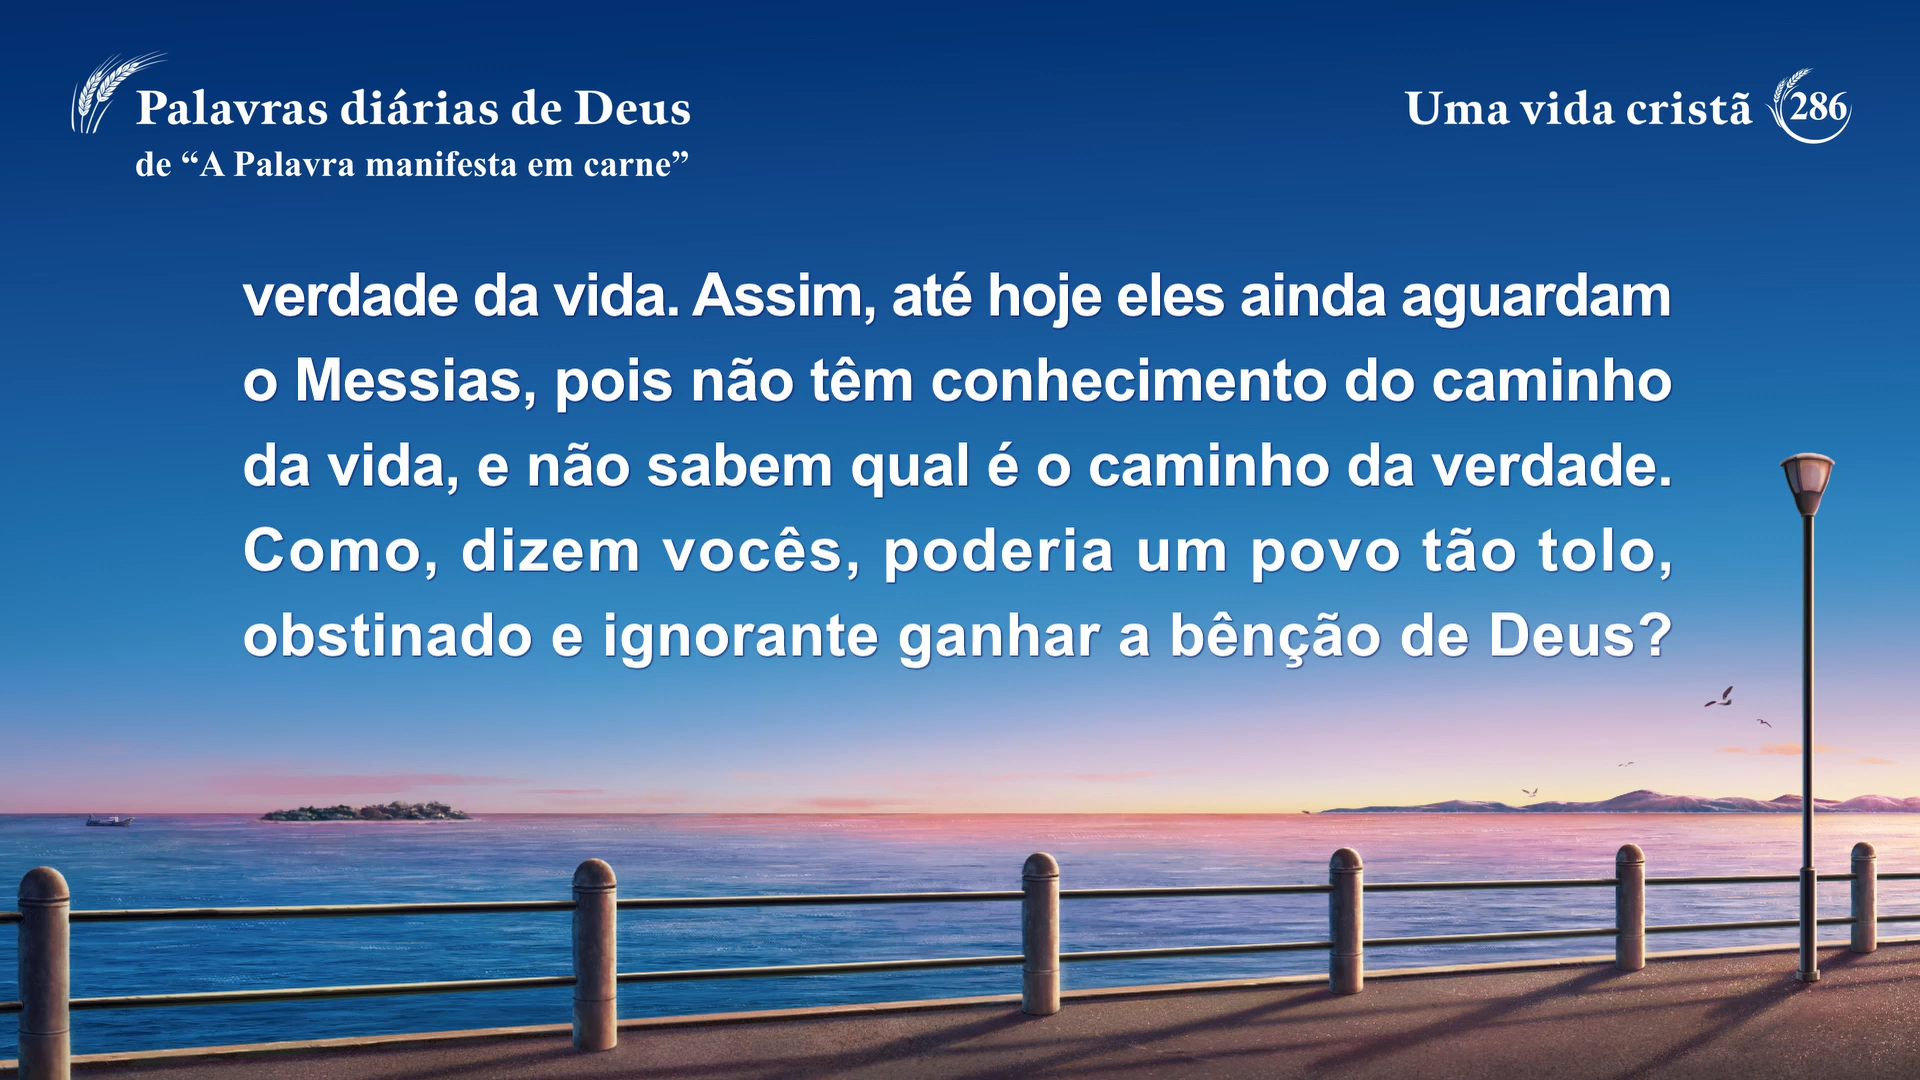 Palavras diárias de Deus
de “A Palavra manifesta em carne”
Uma vida cristã 286
verdade da vida. Assim, até hoje eles ainda aguardam
o Messias, pois não têm conhecimento do caminho
da vida, e não sabem qual é o caminho da verdade.
Como, dizem vocês, poderia um povo tão tolo,
obstinado e ignorante ganhar a bênção de Deus?